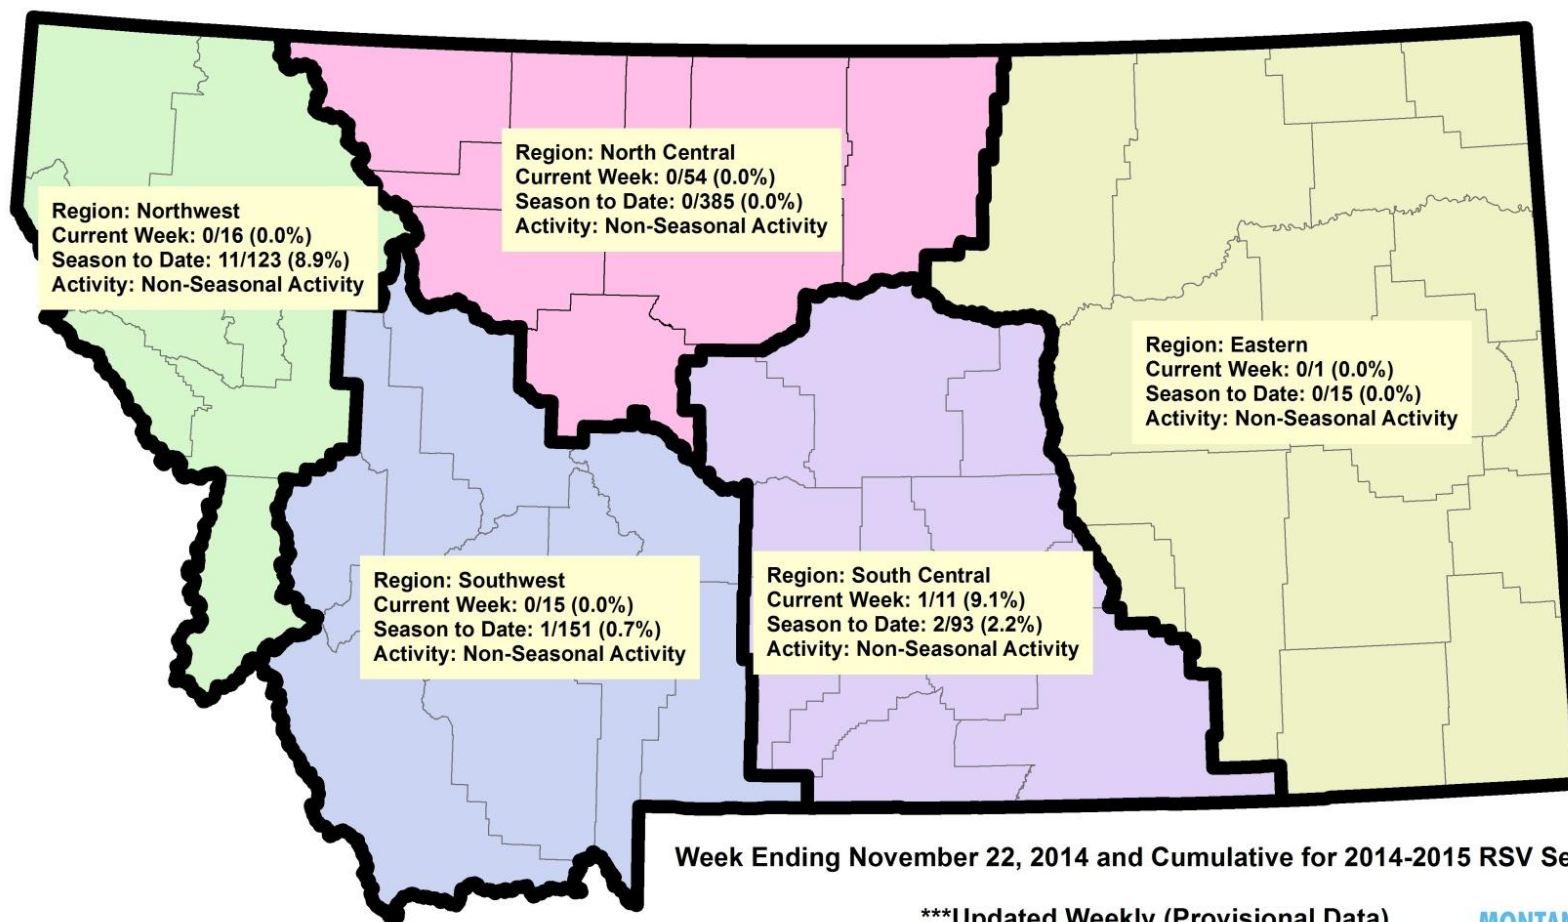 Region: North Central
Current Week: 0/54 (0.0%)
Season to Date: 0/385 (0.0%)
Activity: Non-Seasonal Activity
Region: Northwest
Current Week: 0/16 (0.0%)
Season to Date: 11/123 (8.9%)
Activity: Non-Seasonal Activity
Region: Eastern
Current Week: 0/1 (0.0%)
Season to Date: 0/15 (0.0%)
Activity: Non-Seasonal Activity
Region: Southwest
Current Week: 0/15 (0.0%)
Season to Date: 1/151 (0.7%)
Activity: Non-Seasonal Activity
Region: South Central
Current Week: 1/11 (9.1%)
Season to Date: 2/93 (2.2%)
Activity: Non-Seasonal Activity
Week Ending November 22, 2014 and Cumulative for 2014-2015 RSV Se
***Updated Weekly (Provisional Data)